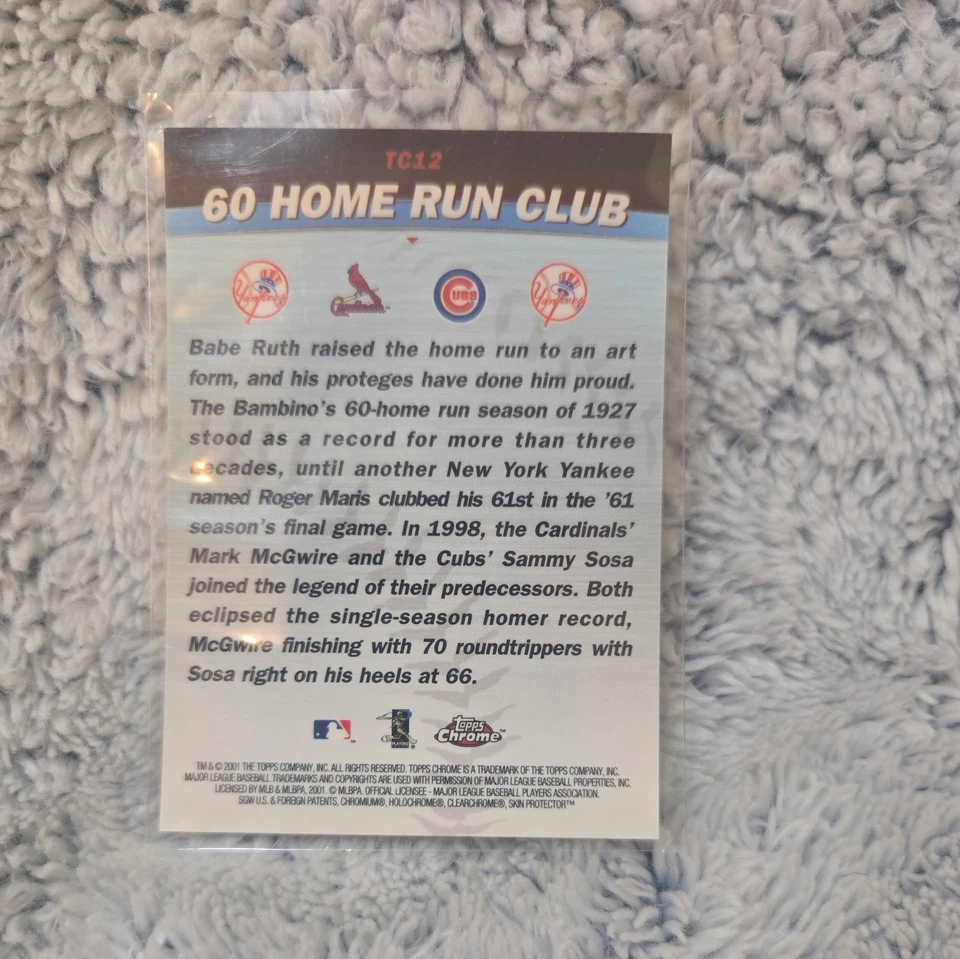 TC12
60 HOME RUN CLUB
Yankees Cardinals CUBS Yankees
Babe Ruth raised the home run to an art
form, and his proteges have done him proud.
The Bambino's 60-home run season of 1927
stood as a record for more than three
decades, until another New York Yankee
named Roger Maris clubbed his 61st in the '61
season's final game. In 1998, the Cardinals'
Mark McGwire and the Cubs' Sammy Sosa
joined the legend of their predecessors. Both
eclipsed the single-season homer record,
McGwire finishing with 70 roundtrippers with
Sosa right on his heels at 66.
PLAYERS Topps Chrome™
TM & © 2001 THE TOPPS COMPANY, INC. ALL RIGHTS RESERVED. TOPPS CHROME IS A TRADEMARK OF THE TOPPS COMPANY, INC.
MAJOR LEAGUE BASEBALL TRADEMARKS AND COPYRIGHTS ARE USED WITH PERMISSION OF MAJOR LEAGUE BASEBALL PROPERTIES, INC.
LICENSED BY MLB & MLBPA, 2001. © MLBPA. OFFICIAL LICENSEE - MAJOR LEAGUE BASEBALL PLAYERS ASSOCIATION.
SGW U.S. & FOREIGN PATENTS, CHROMIUM®, HOLOCHROME®, CLEARCHROME®, SKIN PROTECTOR™